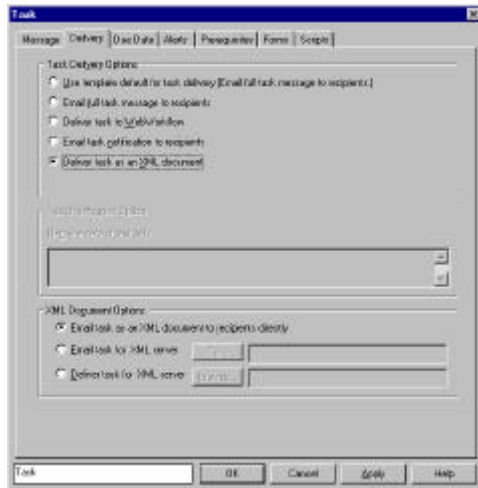 Task
Message Delivery Due Date Alerts Prerequisites Forms Scripts
Task Delivery Options
Use template default for task delivery (Email full task message to recipients.)
Email full task message to recipients
Deliver task to WebWorkflow
Email task notification to recipients
Deliver task as an XML document
XML Document Options
Email task as an XML document to recipients directly
Email task for XML server
Deliver task for XML server
Task OK Cancel Apply Help